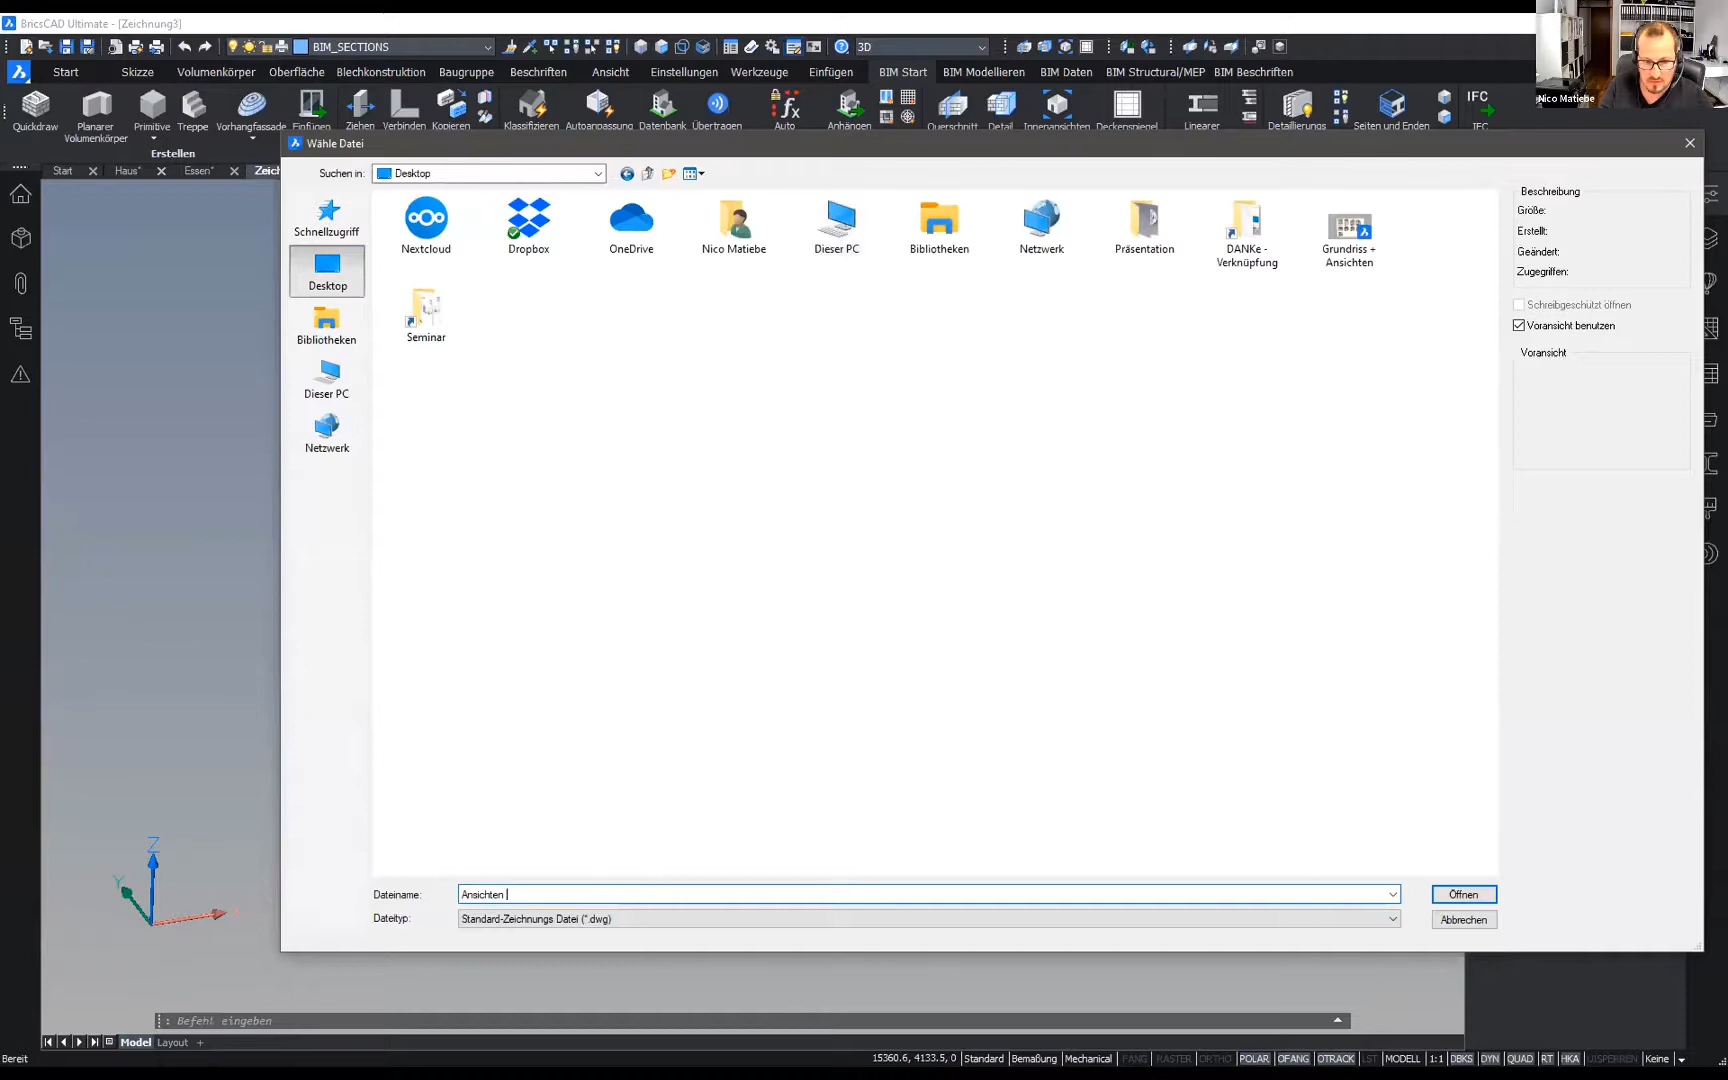 BricsCAD Ultimate - [Zeichnung3]
BIM_SECTIONS
3D
Start Skizze Volumenkörper Oberfläche Blechkonstruktion Baugruppe Beschriften Ansicht Einstellungen Werkzeuge Einfügen BIM Start BIM Modellieren BIM Daten BIM Structural/MEP BIM Beschriften
Nico Matiebe
Quickdraw Planarer Volumenkörper Primitive Treppe Vorhangfassade Einfügen Ziehen Verbinden Kopieren Klassifizieren Autoanpassung Datenbank Übertragen Auto Anhängen Querschnitt Detail Innenansichten Deckenspiegel Linearer Detaillierungs Seiten und Enden IFC
IFC
Erstellen
Wähle Datei
Start Haus* Essen* Zeich
Suchen in: Desktop
Beschreibung
Größe:
Erstellt:
Geändert:
Zugegriffen:
Schreibgeschützt öffnen
Voransicht benutzen
Voransicht
Schnellzugriff
Desktop
Bibliotheken
Dieser PC
Netzwerk
Nextcloud Dropbox OneDrive Nico Matiebe Dieser PC Bibliotheken Netzwerk Präsentation DANKe - Verknüpfung Grundriss + Ansichten
Seminar
Z
Y
Dateiname: Ansichten Öffnen
Dateityp: Standard-Zeichnungs Datei (*.dwg) Abbrechen
: Befehl eingeben
Model Layout +
Bereit
15360.6, 4133.5, 0 Standard Bemaßung Mechanical FANG RASTER ORTHO POLAR OFANG OTRACK LST MODELL 1:1 DBKS DYN QUAD RT HKA UISPERREN Keine